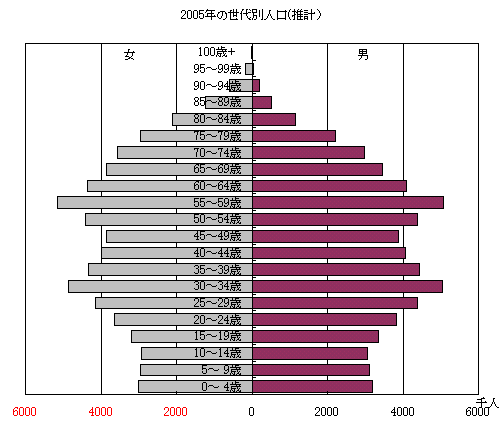 2005年の世代別人口(推計)
女
男
100歳+
95～99歳
90～94歳
85～89歳
80～84歳
75～79歳
70～74歳
65～69歳
60～64歳
55～59歳
50～54歳
45～49歳
40～44歳
35～39歳
30～34歳
25～29歳
20～24歳
15～19歳
10～14歳
5～ 9歳
0～ 4歳
千人
6000 4000 2000 0 2000 4000 6000